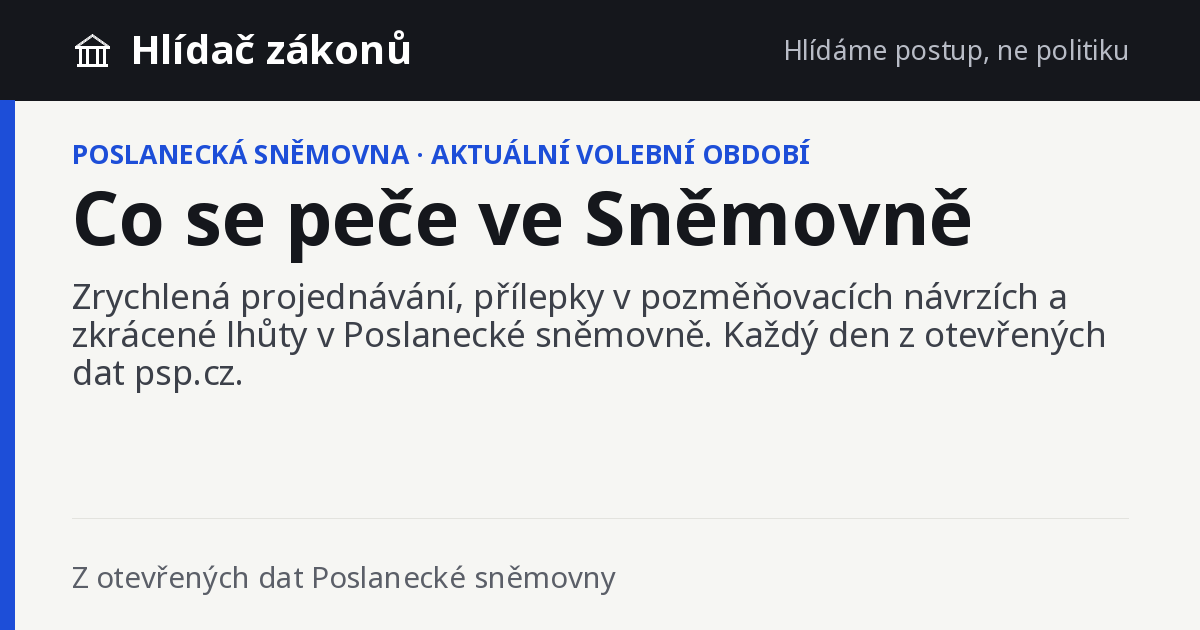 Hlídač zákonů
Hlídáme postup, ne politiku
POSLANECKÁ SNĚMOVNA · AKTUÁLNÍ VOLEBNÍ OBDOBÍ
Co se peče ve Sněmovně
Zrychlená projednávání, přílepky v pozměňovacích návrzích a
zkrácené lhůty v Poslanecké sněmovně. Každý den z otevřených
dat psp.cz.
Z otevřených dat Poslanecké sněmovny